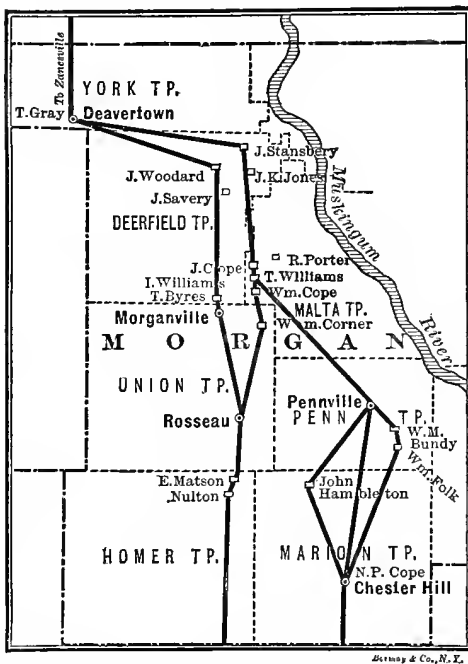 To Zanesville
YORK TP.
T. Gray Deavertown
J. Stansbery
J. Woodard
J. K. Jones
J. Savery
Muskingum
DEERFIELD TP.
R. Porter
J. Cope
T. Williams
I. Williams
Wm. Cope
T. Byres
MALTA TP.
Morganville
Wm. Corner
River
MORGAN
UNION TP.
Pennville
PENN TP.
Rosseau
W. M.
Bundy
Wm. Folk
E. Matson
Nulton
John
Hambleton
HOMER TP.
MARION TP.
N. P. Cope
Chester Hill
& Co., N.Y.